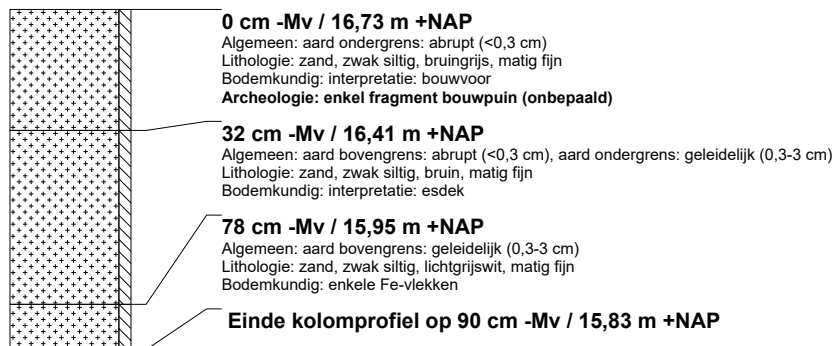 0 cm -Mv / 16,73 m +NAP
Algemeen: aard ondergrens: abrupt (<0,3 cm)
Lithologie: zand, zwak siltig, bruingrijs, matig fijn
Bodemkundig: interpretatie: bouwvoor
Archeologie: enkel fragment bouwpuin (onbepaald)
32 cm -Mv / 16,41 m +NAP
Algemeen: aard bovengrens: abrupt (<0,3 cm), aard ondergrens: geleidelijk (0,3-3 cm)
Lithologie: zand, zwak siltig, bruin, matig fijn
Bodemkundig: interpretatie: esdek
78 cm -Mv / 15,95 m +NAP
Algemeen: aard bovengrens: geleidelijk (0,3-3 cm)
Lithologie: zand, zwak siltig, lichtgrijswit, matig fijn
Bodemkundig: enkele Fe-vlekken
Einde kolomprofiel op 90 cm -Mv / 15,83 m +NAP